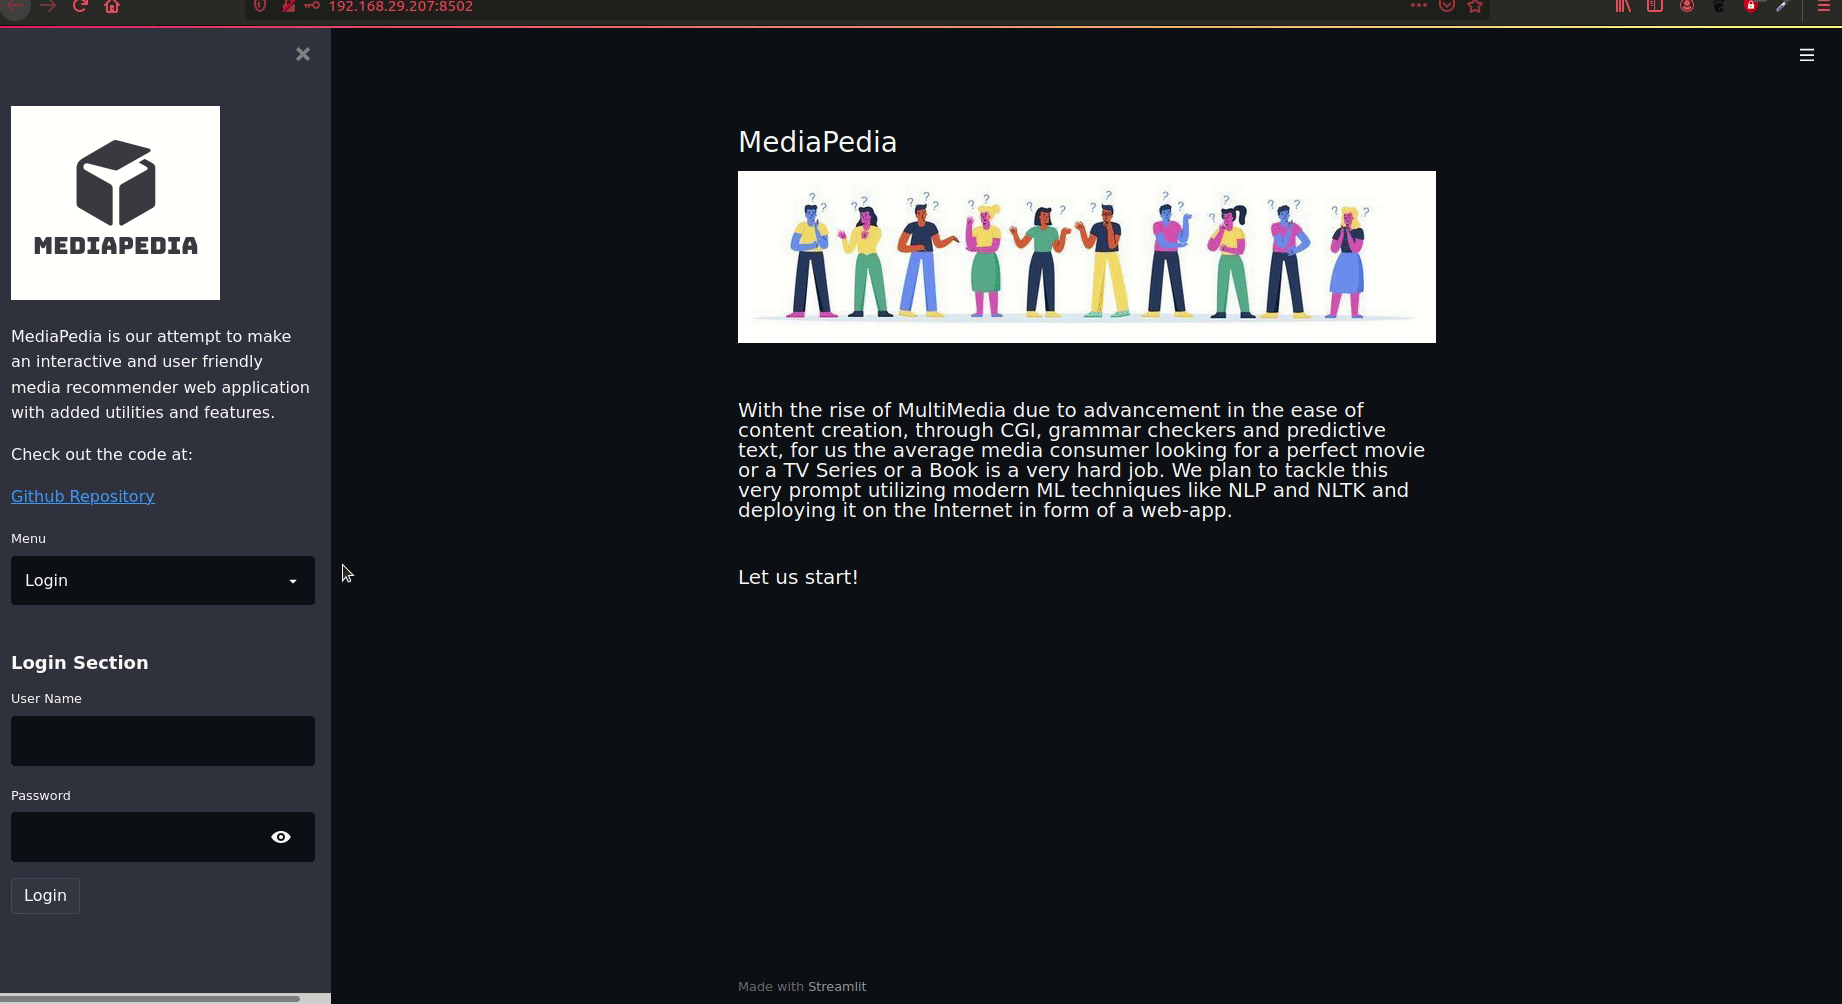 192.168.29.207:8502
MEDIAPEDIA
MediaPedia is our attempt to make
an interactive and user friendly
media recommender web application
with added utilities and features.
Check out the code at:
Github Repository
Menu
Login
Login Section
User Name
Password
Login
MediaPedia
? ? ? ? ? ? ? ? ? ? ? ? ? ? ? ? ? ? ? ? ?
With the rise of MultiMedia due to advancement in the ease of
content creation, through CGI, grammar checkers and predictive
text, for us the average media consumer looking for a perfect movie
or a TV Series or a Book is a very hard job. We plan to tackle this
very prompt utilizing modern ML techniques like NLP and NLTK and
deploying it on the Internet in form of a web-app.
Let us start!
Made with Streamlit